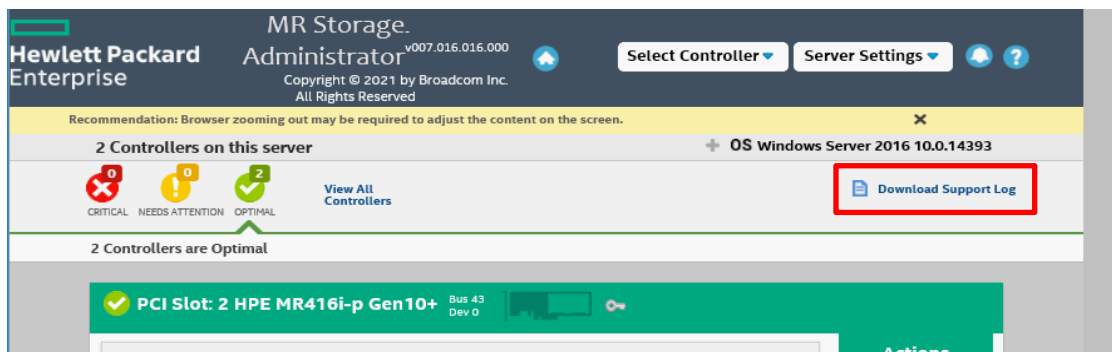 MR Storage.
Hewlett Packard
Enterprise
Administrator v007.016.016.000
Copyright © 2021 by Broadcom Inc.
All Rights Reserved
Select Controller
Server Settings
?
Recommendation: Browser zooming out may be required to adjust the content on the screen.
2 Controllers on this server
OS Windows Server 2016 10.0.14393
0
0
2
CRITICAL
NEEDS ATTENTION
OPTIMAL
View All
Controllers
Download Support Log
2 Controllers are Optimal
PCI Slot: 2 HPE MR416i-p Gen10+
Bus 43
Dev 0
Actions